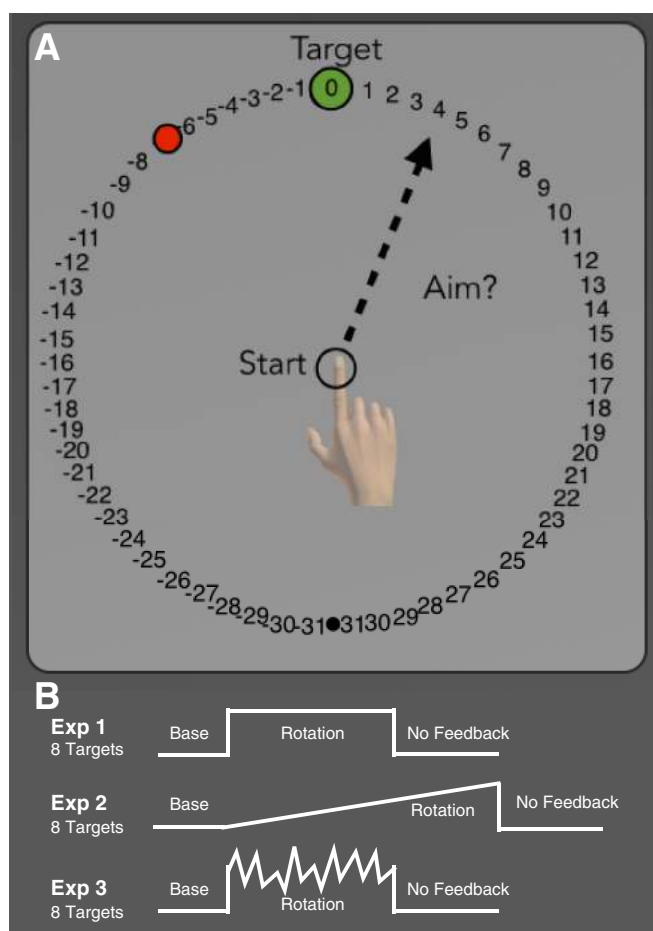 A
Target
-6 -5 -4 -3 -2 -1 0 1 2 3 4 5 6
-8 7
-9 8
-10 9
-11 10
-12 11
-13 12
-14 13
Aim?
14
-15 15
Start
-16 16
-17 17
-18 18
-19 19
-20 20
-21 21
-22 22
-23 23
-24 24
-25 25
-26 26
-27 27
-28 28
-29 29
-30 -31 31 30
B
Exp 1
8 Targets
Base Rotation No Feedback
Exp 2
8 Targets
Base Rotation No Feedback
Exp 3
8 Targets
Base Rotation No Feedback